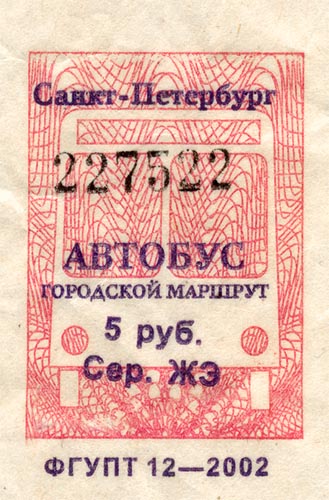 Санкт-Петербург
227522
АВТОБУС
ГОРОДСКОЙ МАРШРУТ
5 руб.
Сер. ЖЭ
ФГУПТ 12—2002